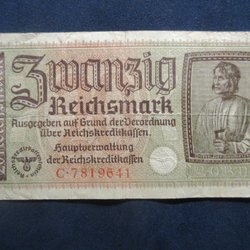 Zwanzig
Reichsmark
Ausgegeben auf Grund der Verordnung
über Reichskreditkassen.
Hauptverwaltung
der Reichskreditkassen
C·7819641